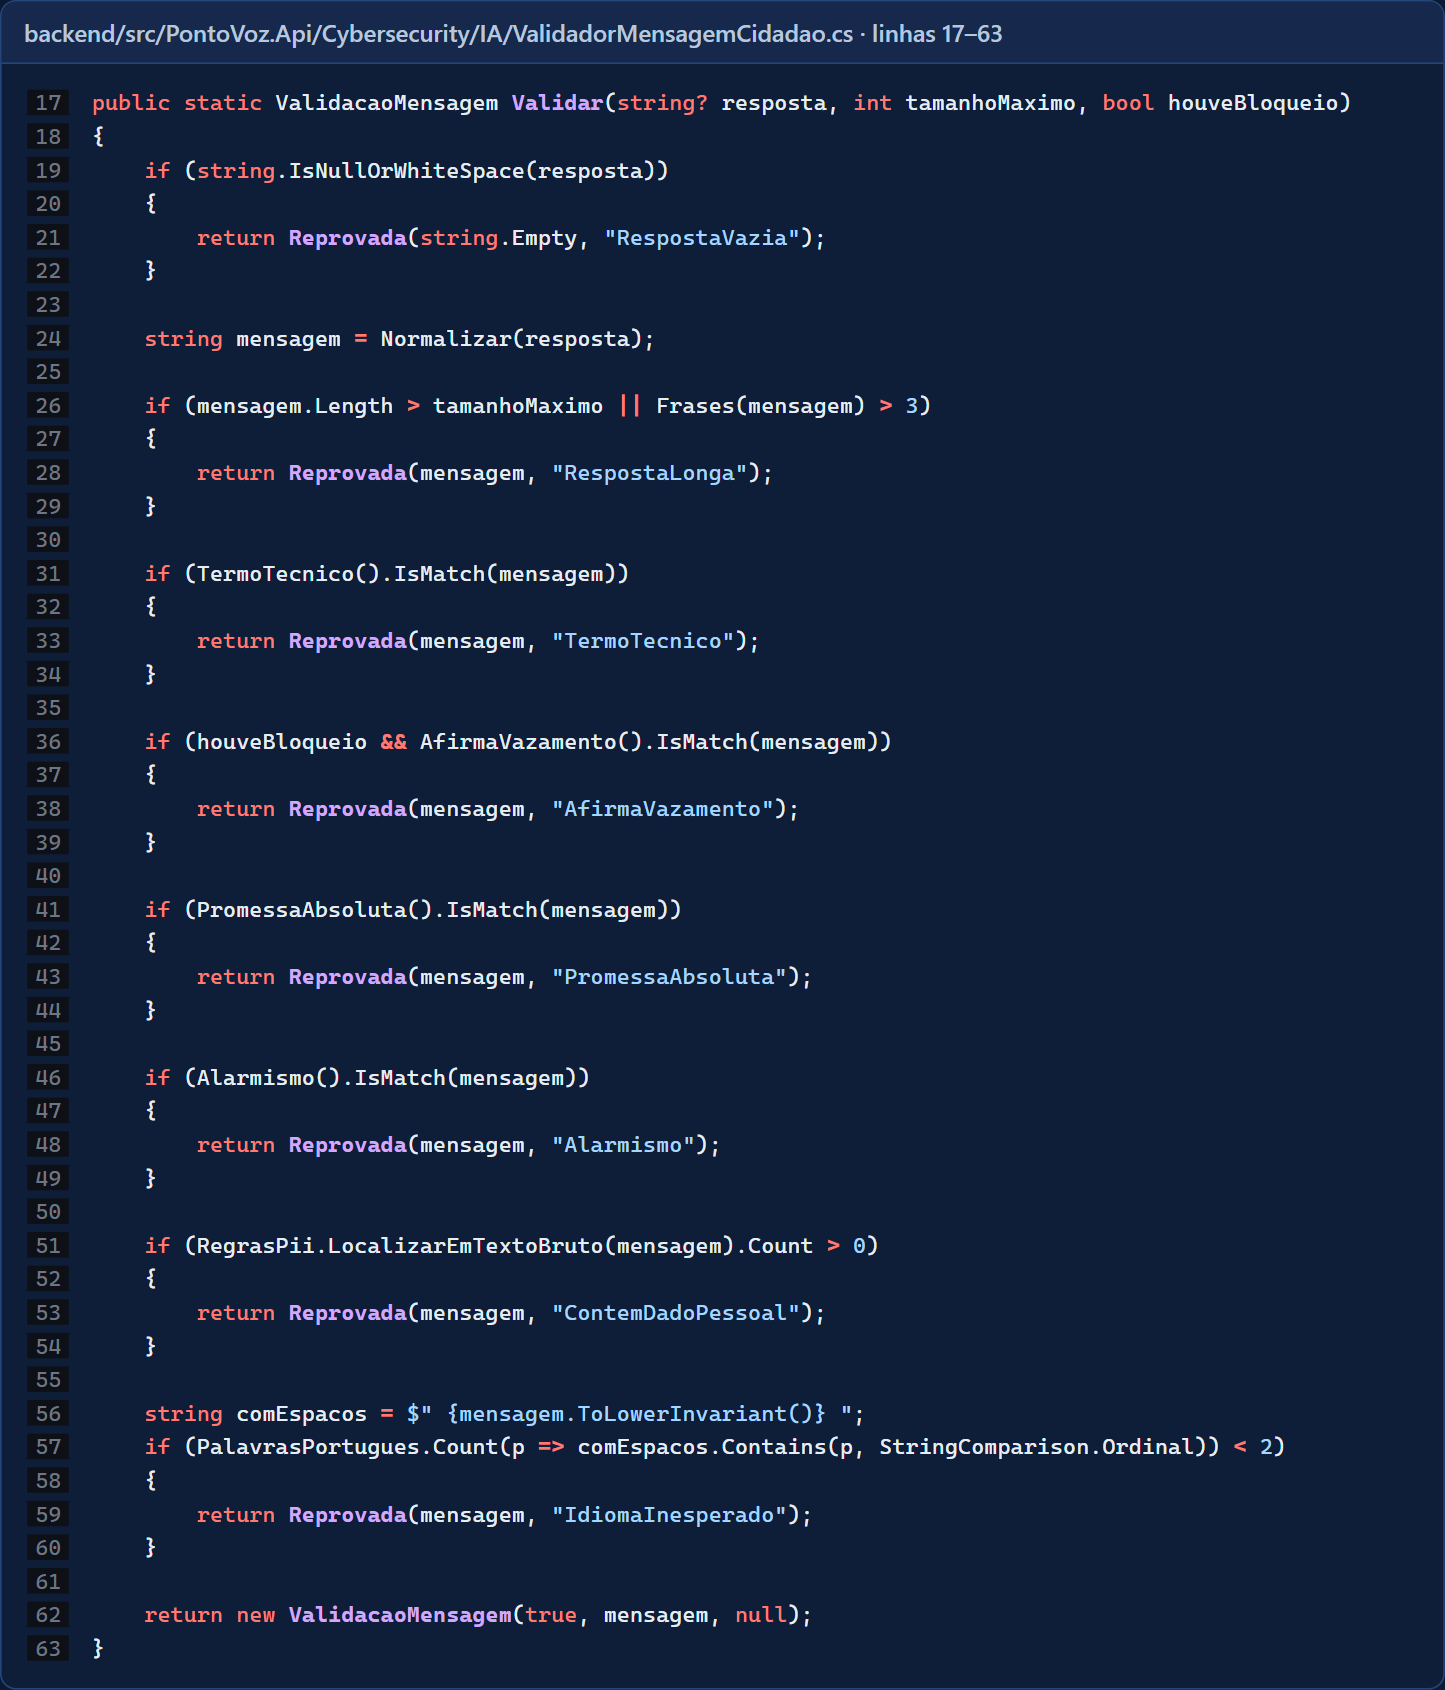 backend/src/PontoVoz.Api/Cybersecurity/IA/ValidadorMensagemCidadao.cs · linhas 17–63
17 public static ValidacaoMensagem Validar(string? resposta, int tamanhoMaximo, bool houveBloqueio)
18 {
19     if (string.IsNullOrWhiteSpace(resposta))
20     {
21         return Reprovada(string.Empty, "RespostaVazia");
22     }
23
24     string mensagem = Normalizar(resposta);
25
26     if (mensagem.Length > tamanhoMaximo || Frases(mensagem) > 3)
27     {
28         return Reprovada(mensagem, "RespostaLonga");
29     }
30
31     if (TermoTecnico().IsMatch(mensagem))
32     {
33         return Reprovada(mensagem, "TermoTecnico");
34     }
35
36     if (houveBloqueio && AfirmaVazamento().IsMatch(mensagem))
37     {
38         return Reprovada(mensagem, "AfirmaVazamento");
39     }
40
41     if (PromessaAbsoluta().IsMatch(mensagem))
42     {
43         return Reprovada(mensagem, "PromessaAbsoluta");
44     }
45
46     if (Alarmismo().IsMatch(mensagem))
47     {
48         return Reprovada(mensagem, "Alarmismo");
49     }
50
51     if (RegrasPii.LocalizarEmTextoBruto(mensagem).Count > 0)
52     {
53         return Reprovada(mensagem, "ContemDadoPessoal");
54     }
55
56     string comEspacos = $" {mensagem.ToLowerInvariant()} ";
57     if (PalavrasPortugues.Count(p => comEspacos.Contains(p, StringComparison.Ordinal)) < 2)
58     {
59         return Reprovada(mensagem, "IdiomaInesperado");
60     }
61
62     return new ValidacaoMensagem(true, mensagem, null);
63 }